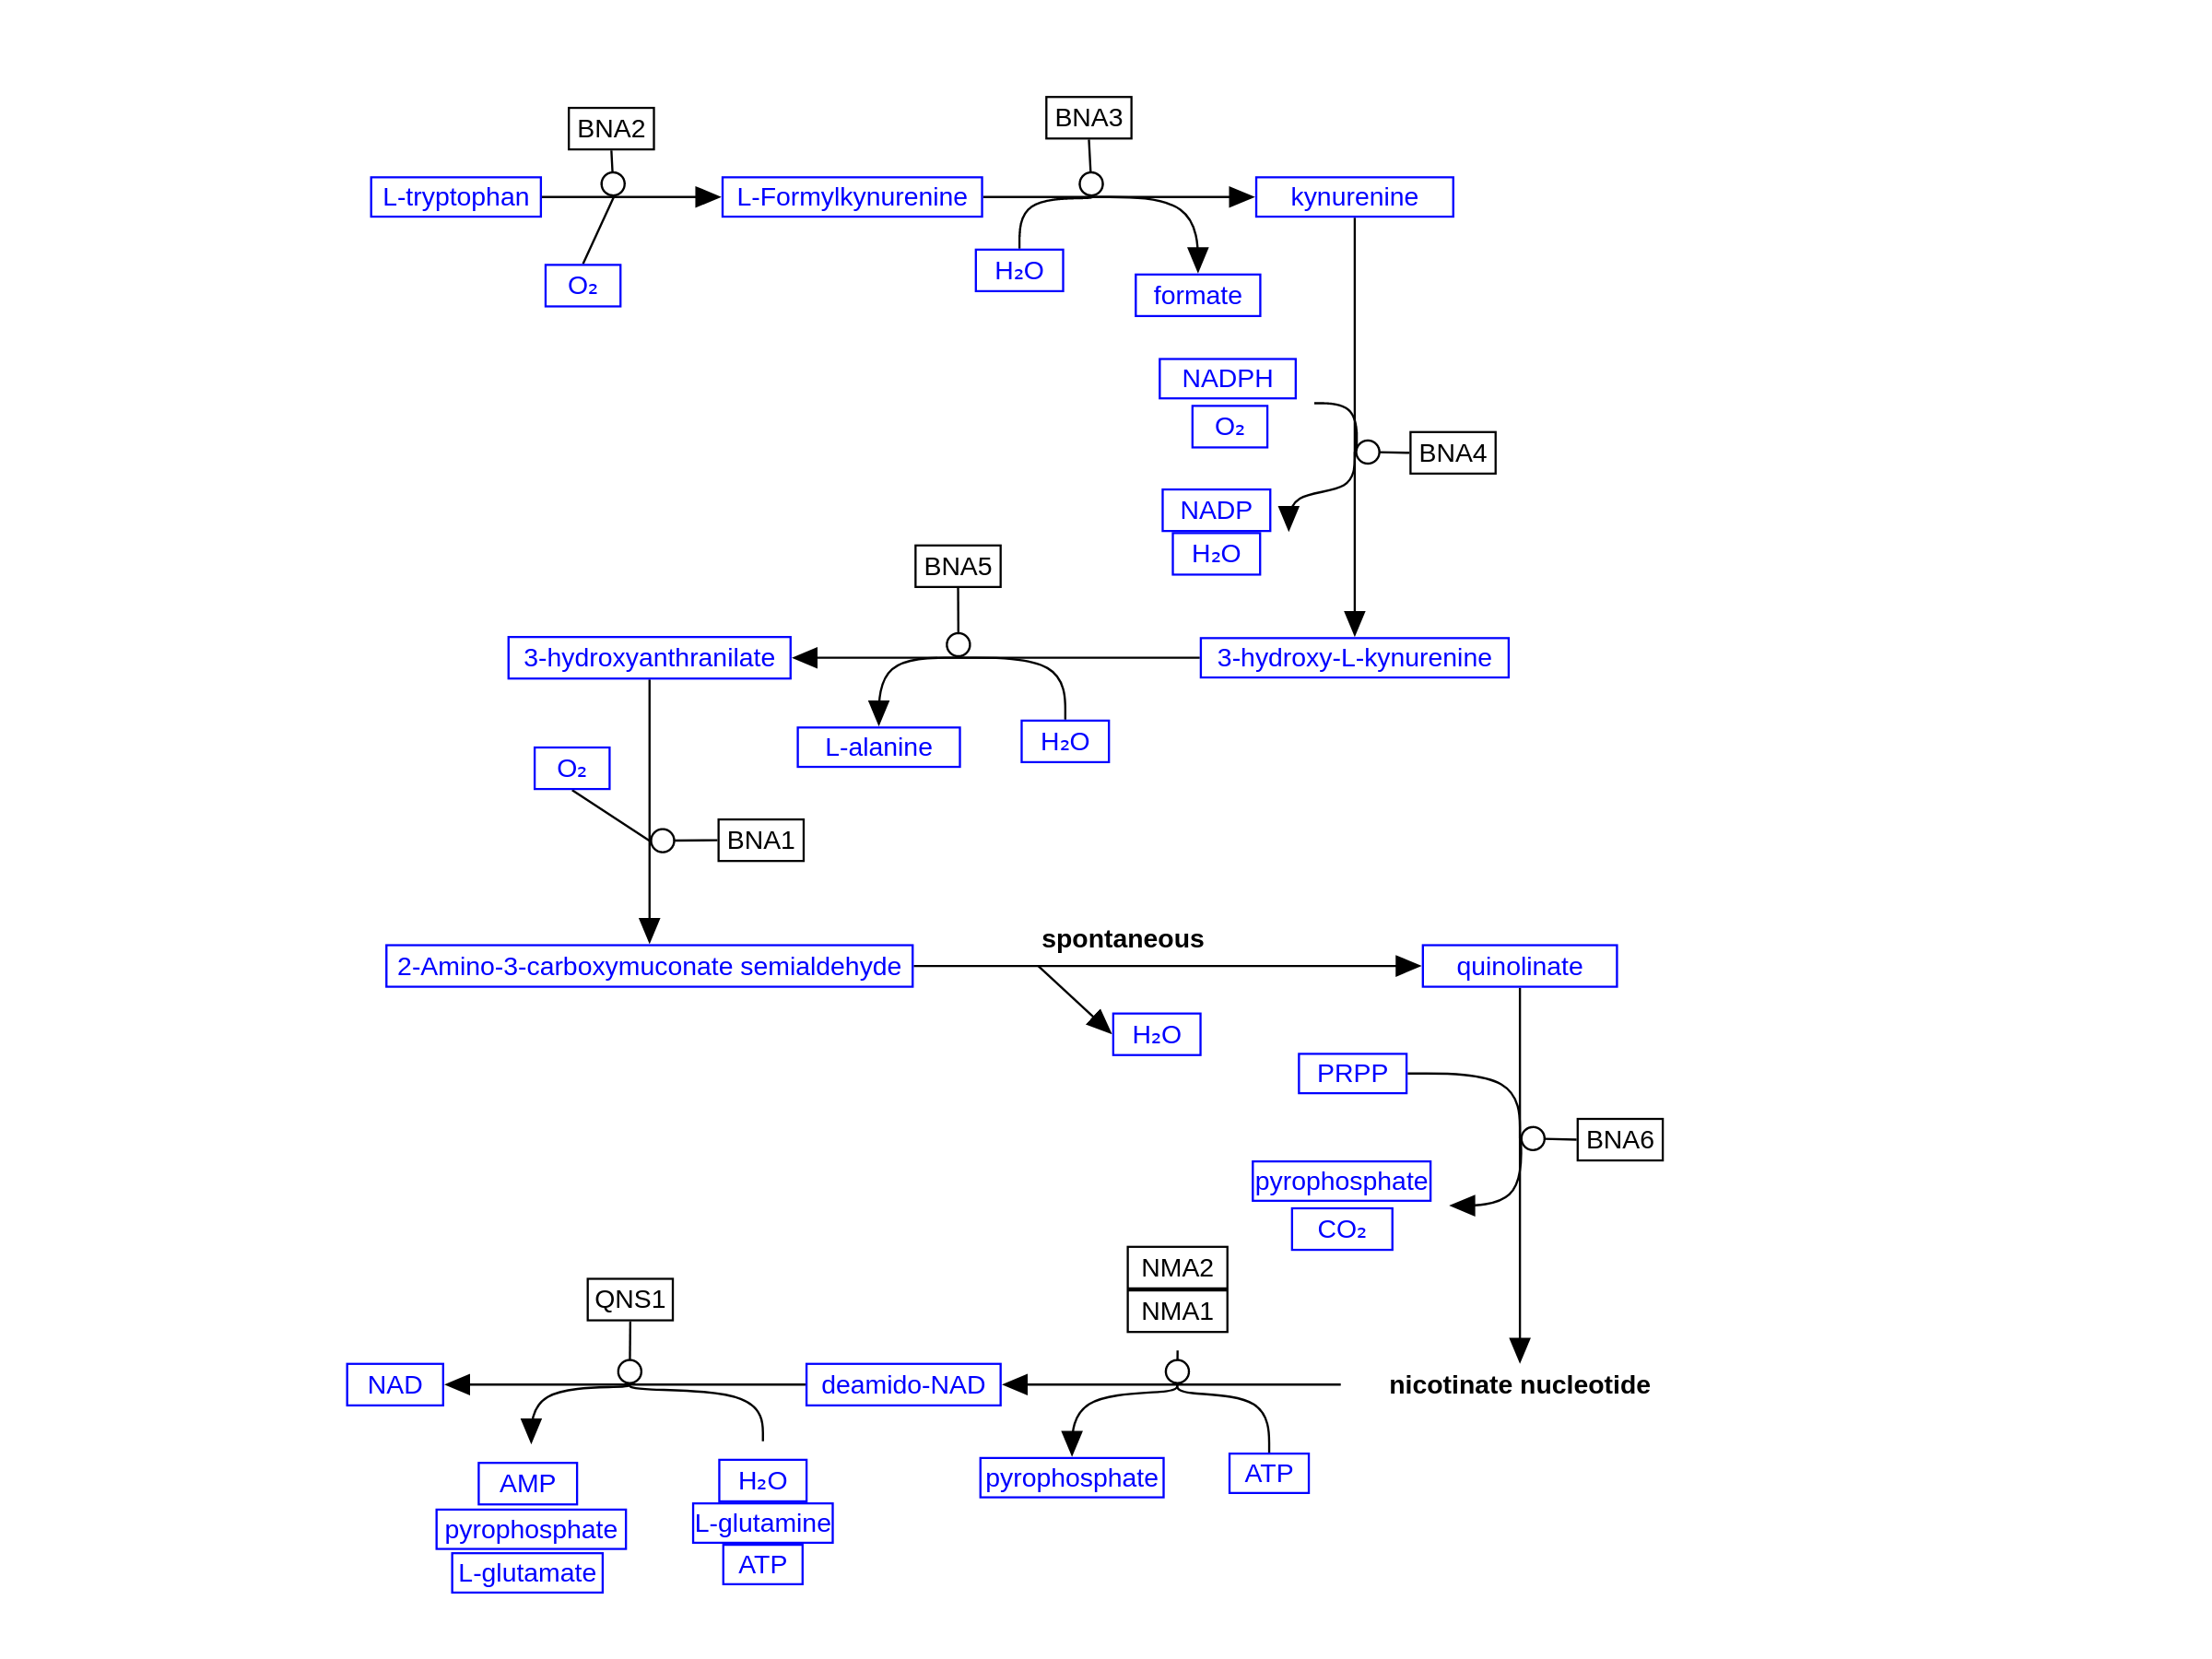 BNA3
BNA2
L-tryptophan
L-Formylkynurenine
kynurenine
H₂O
O₂
formate
NADPH
O₂
BNA4
NADP
H₂O
BNA5
3-hydroxyanthranilate
3-hydroxy-L-kynurenine
L-alanine
H₂O
O₂
BNA1
spontaneous
2-Amino-3-carboxymuconate semialdehyde
quinolinate
H₂O
PRPP
BNA6
pyrophosphate
CO₂
NMA2
NMA1
QNS1
NAD
deamido-NAD
nicotinate nucleotide
AMP
pyrophosphate
L-glutamate
H₂O
L-glutamine
ATP
pyrophosphate
ATP